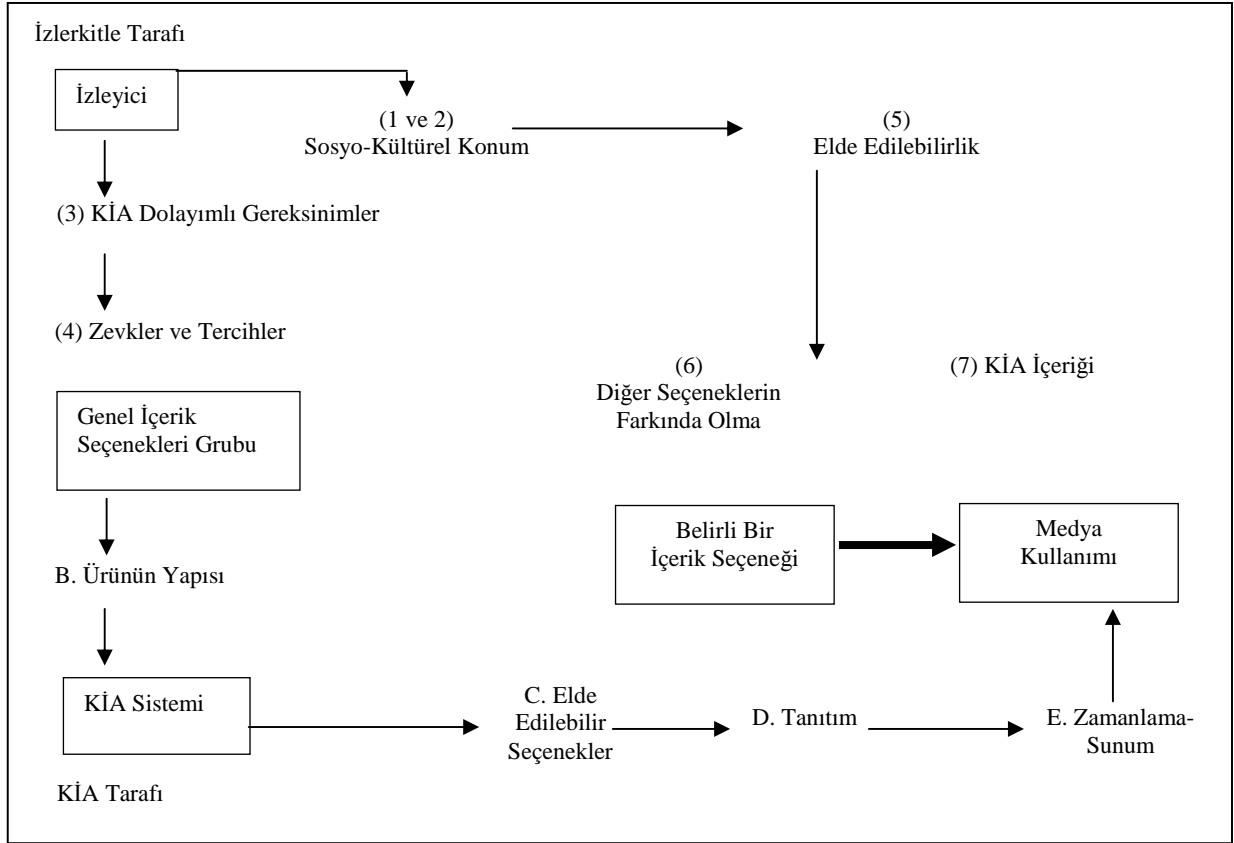 İzlerkitle Tarafı
İzleyici
(1 ve 2)
Sosyo-Kültürel Konum
(5)
Elde Edilebilirlik
(3) KİA Dolayımlı Gereksinimler
(4) Zevkler ve Tercihler
(6)
Diğer Seçeneklerin
Farkında Olma
(7) KİA İçeriği
Genel İçerik
Seçenekleri Grubu
Belirli Bir
İçerik Seçeneği
Medya
Kullanımı
B. Ürünün Yapısı
KİA Sistemi
C. Elde
Edilebilir
Seçenekler
D. Tanıtım
E. Zamanlama-
Sunum
KİA Tarafı